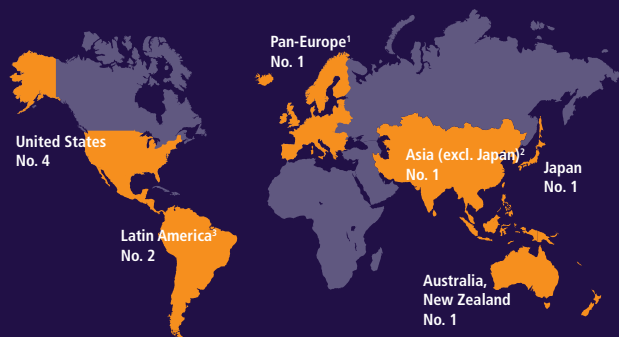 Pan-Europe¹
No. 1
United States
No. 4
Asia (excl. Japan)²
No. 1
Japan
No. 1
Latin America³
No. 2
Australia,
New Zealand
No. 1